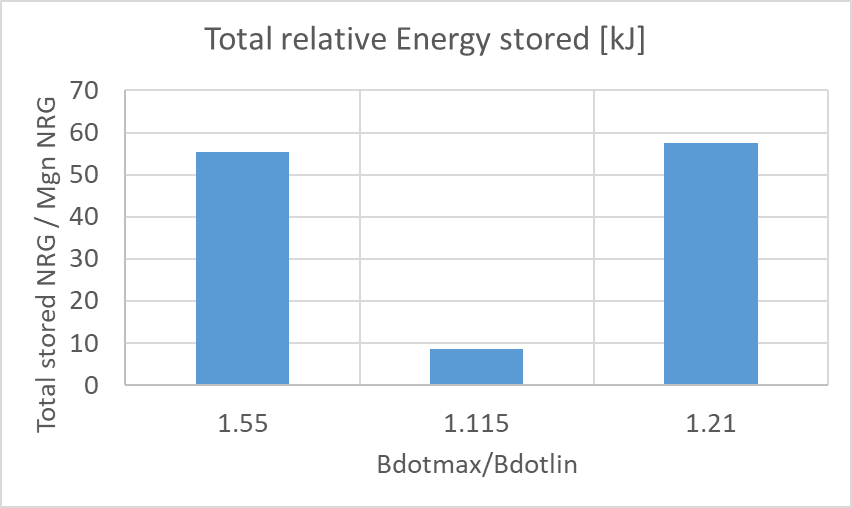 Total relative Energy stored [kJ]
Total stored NRG / Mgn NRG
70
60
50
40
30
20
10
0
1.55 1.115 1.21
Bdotmax/Bdotlin